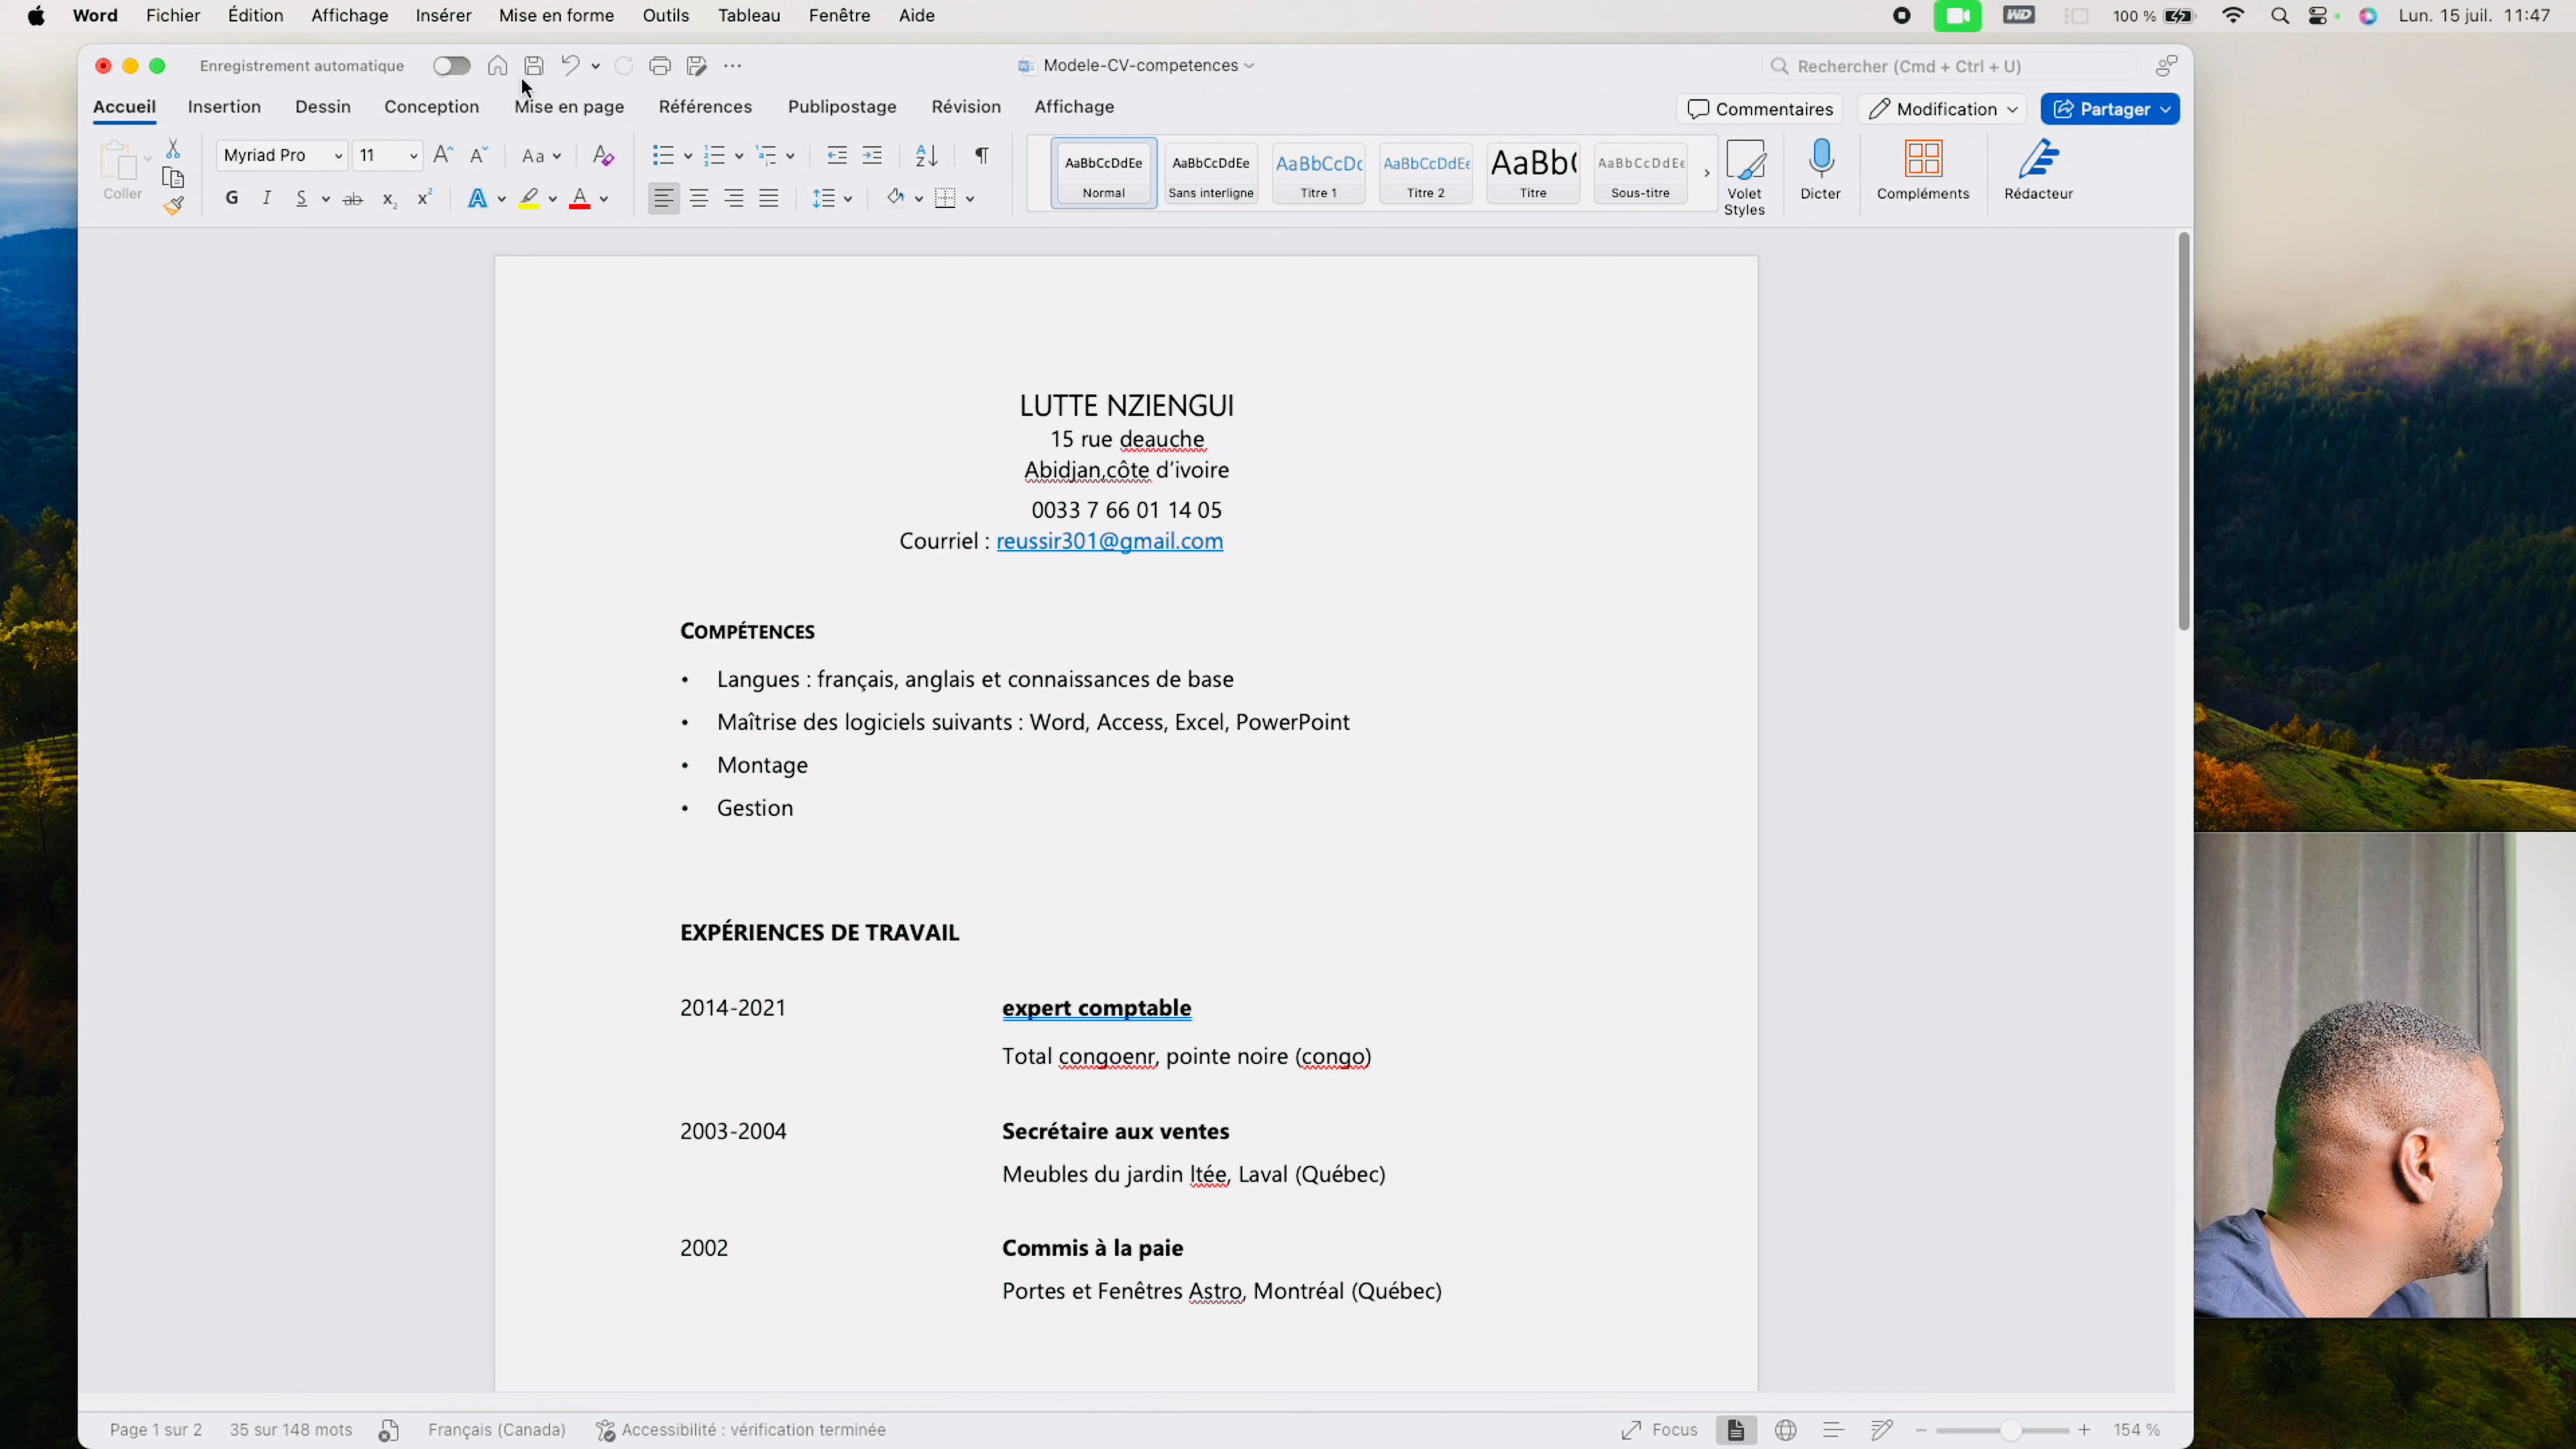 Word Fichier Édition Affichage Insérer Mise en forme Outils Tableau Fenêtre Aide WD 100 % Lun. 15 juil. 11:47
Enregistrement automatique Modele-CV-competences Rechercher (Cmd + Ctrl + U)
Accueil Insertion Dessin Conception Mise en page Références Publipostage Révision Affichage Commentaires Modification Partager
Coller
Myriad Pro 11 Aa
G I S ab x₂ x² A A
AaBbCcDdEe AaBbCcDdEe AaBbCcDc AaBbCcDdEe AaBb( AaBbCcDdEe
Normal Sans interligne Titre 1 Titre 2 Titre Sous-titre
Volet Styles Dicter Compléments Rédacteur
LUTTE NZIENGUI
15 rue deauche
Abidjan,côte d’ivoire
0033 7 66 01 14 05
Courriel : reussir301@gmail.com
COMPÉTENCES
• Langues : français, anglais et connaissances de base
• Maîtrise des logiciels suivants : Word, Access, Excel, PowerPoint
• Montage
• Gestion
EXPÉRIENCES DE TRAVAIL
2014-2021 expert comptable
Total congoenr, pointe noire (congo)
2003-2004 Secrétaire aux ventes
Meubles du jardin ltée, Laval (Québec)
2002 Commis à la paie
Portes et Fenêtres Astro, Montréal (Québec)
Page 1 sur 2 35 sur 148 mots Français (Canada) Accessibilité : vérification terminée Focus 154 %